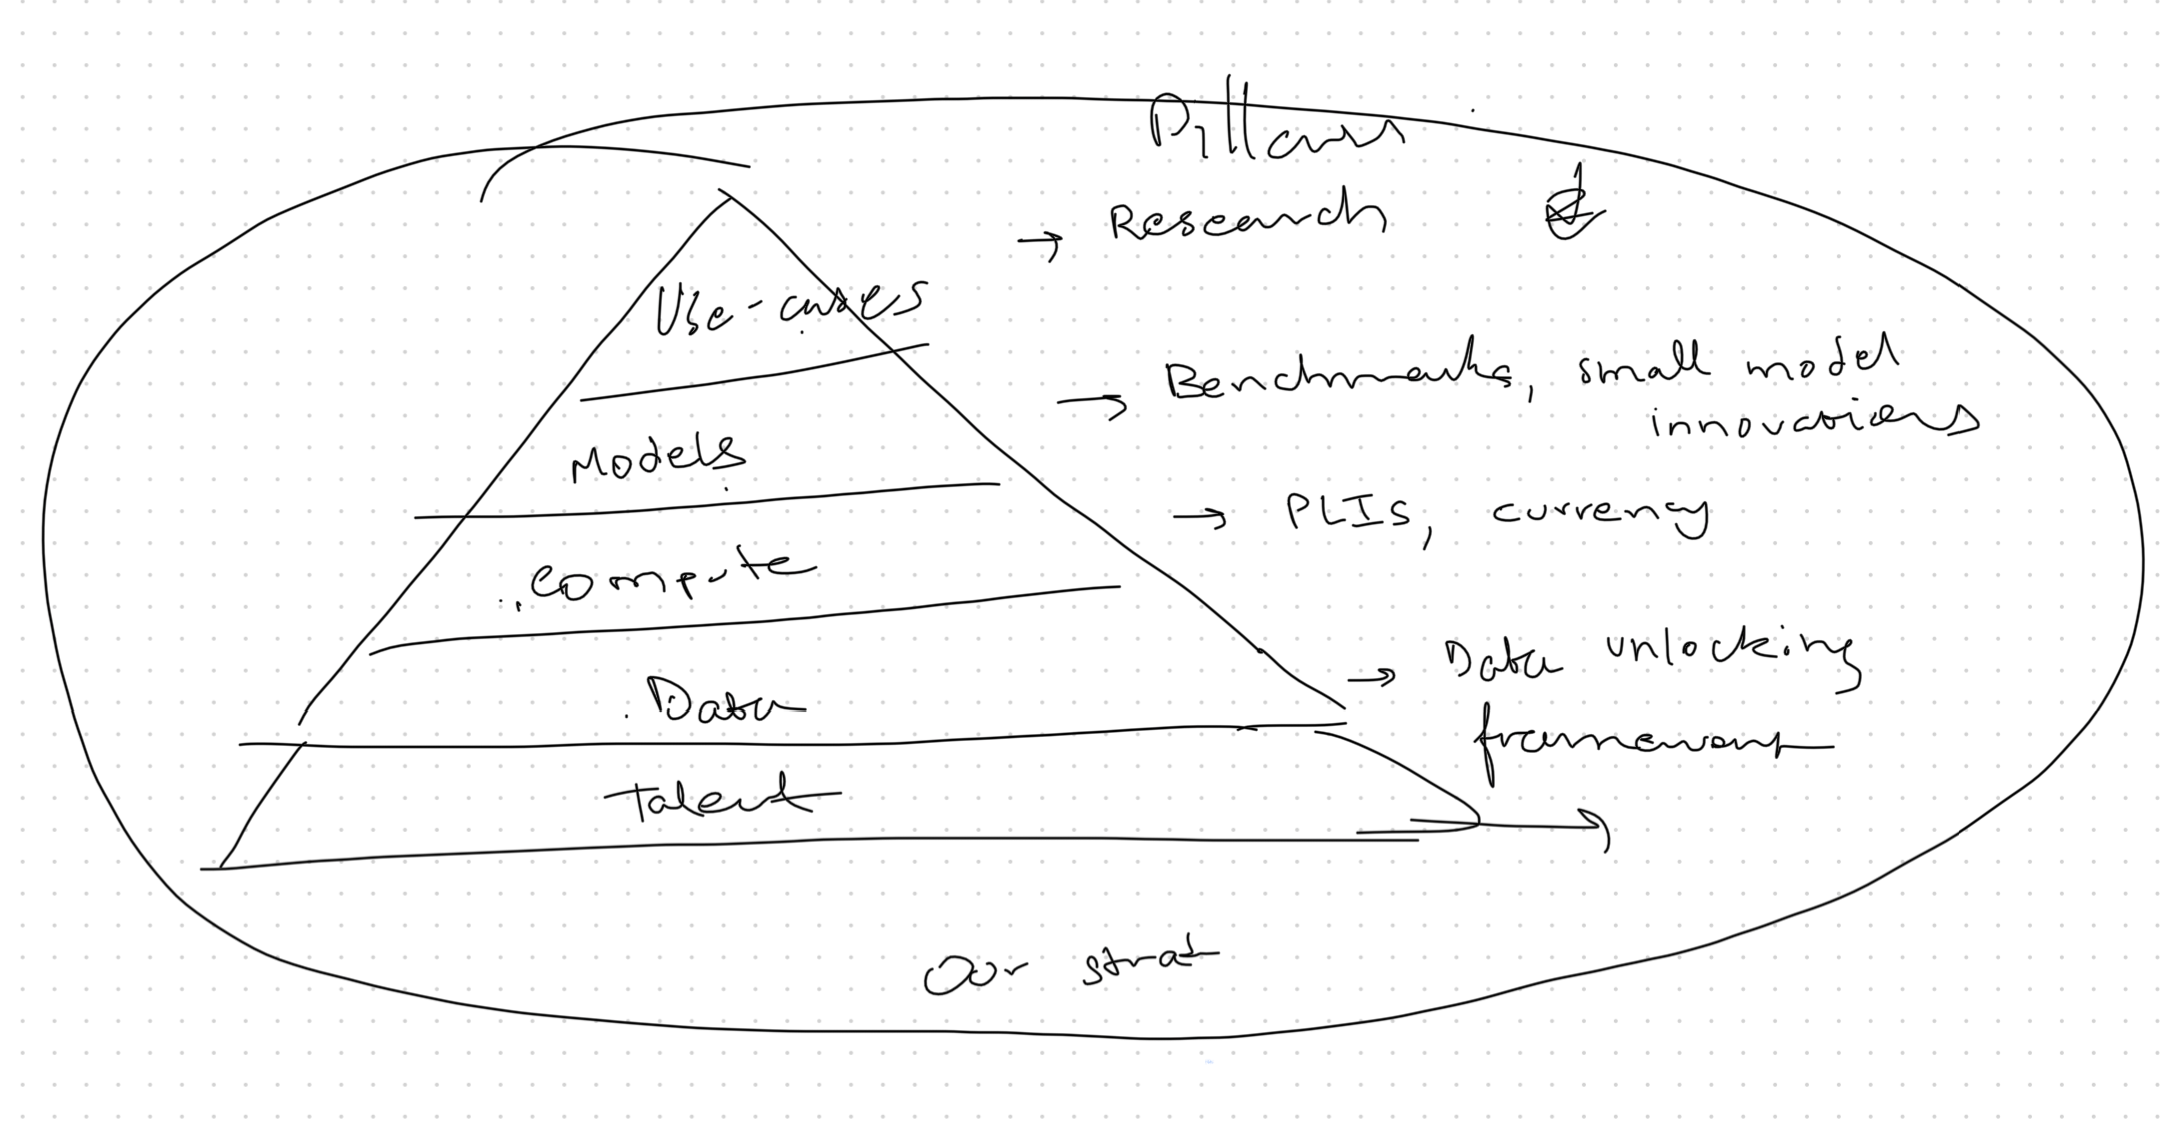 Pillars
→ Research
Use-cases
→ Benchmarks, small model
innovations
Models
→ PLIs, currency
Compute
→ Data unlocking
framework
Data
Talent
→
Our strat